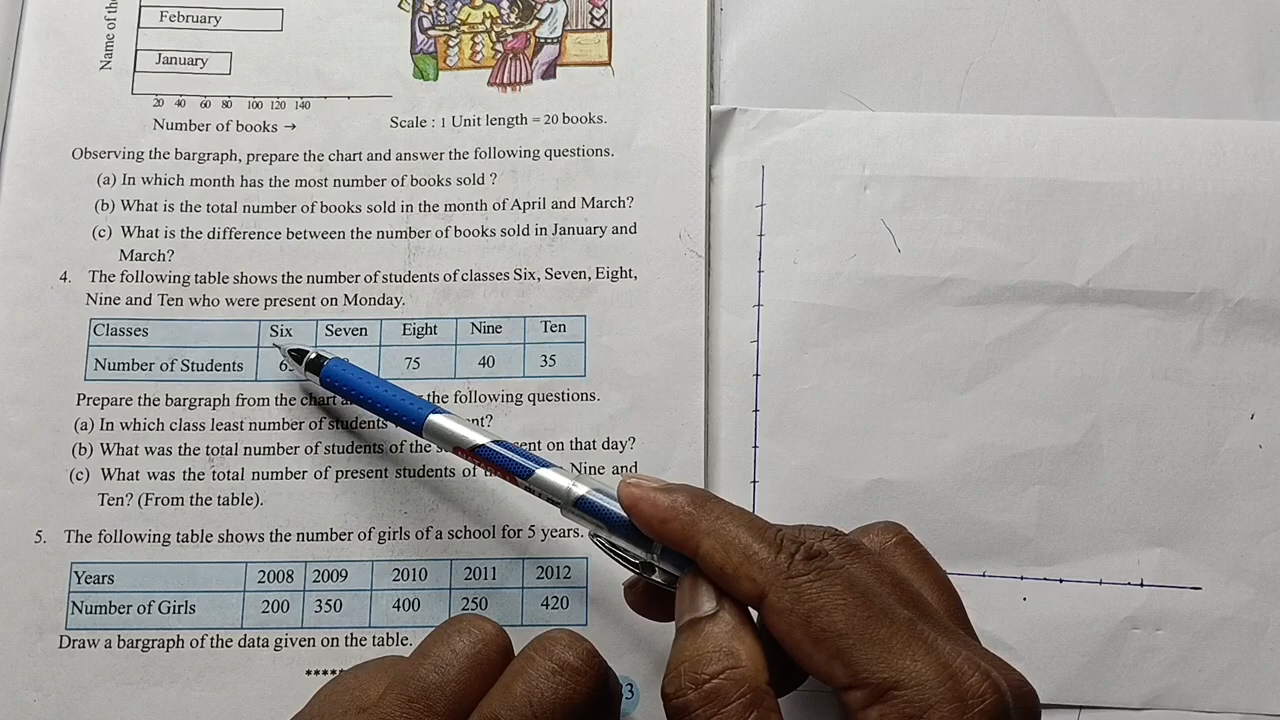 Name of the
February
January
20 40 60 80 100 120 140
Number of books →
Scale : 1 Unit length = 20 books.
Observing the bargraph, prepare the chart and answer the following questions.
(a) In which month has the most number of books sold ?
(b) What is the total number of books sold in the month of April and March?
(c) What is the difference between the number of books sold in January and
March?
4. The following table shows the number of students of classes Six, Seven, Eight,
Nine and Ten who were present on Monday.
Classes Six Seven Eight Nine Ten
Number of Students 75 40 35
Prepare the bargraph from the chart the following questions.
(a) In which class least number of students
(b) What was the total number of students of the on that day?
(c) What was the total number of present students of Nine and
Ten? (From the table).
5. The following table shows the number of girls of a school for 5 years.
Years 2008 2009 2010 2011 2012
Number of Girls 200 350 400 250 420
Draw a bargraph of the data given on the table.
*****